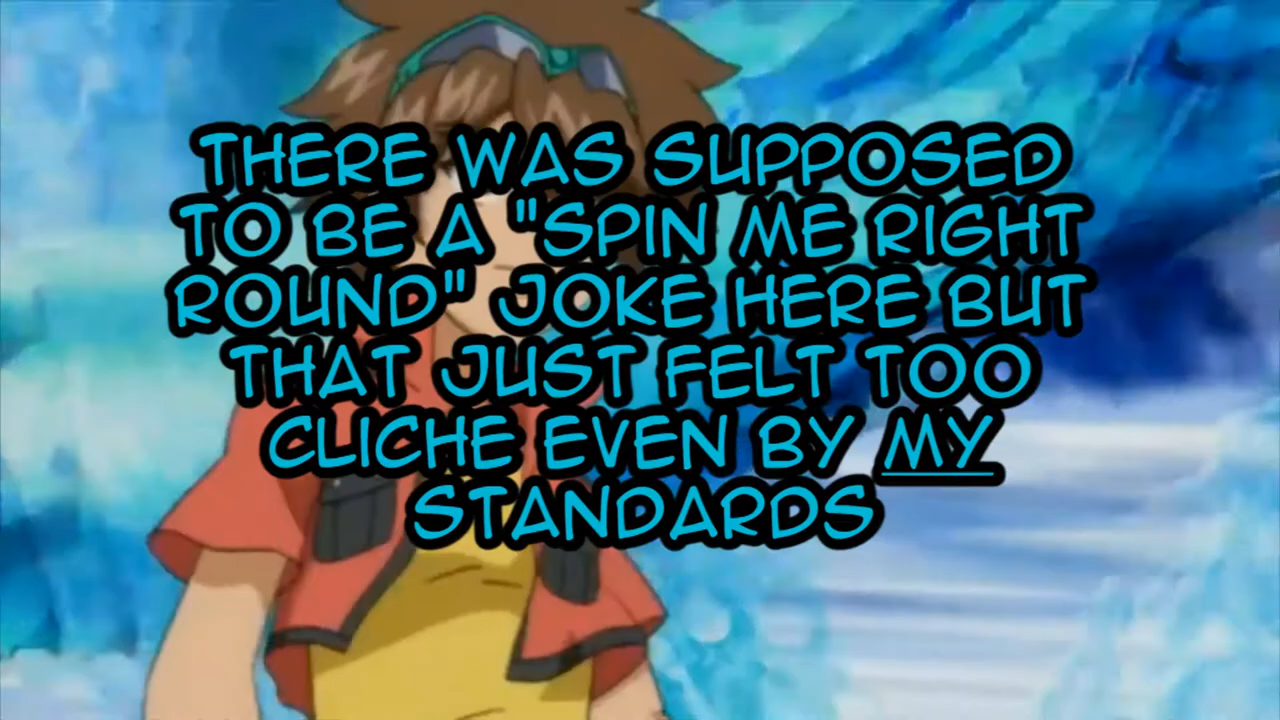 THERE WAS SUPPOSED
TO BE A "SPIN ME RIGHT
ROUND" JOKE HERE BUT
THAT JUST FELT TOO
CLICHE EVEN BY MY
STANDARDS